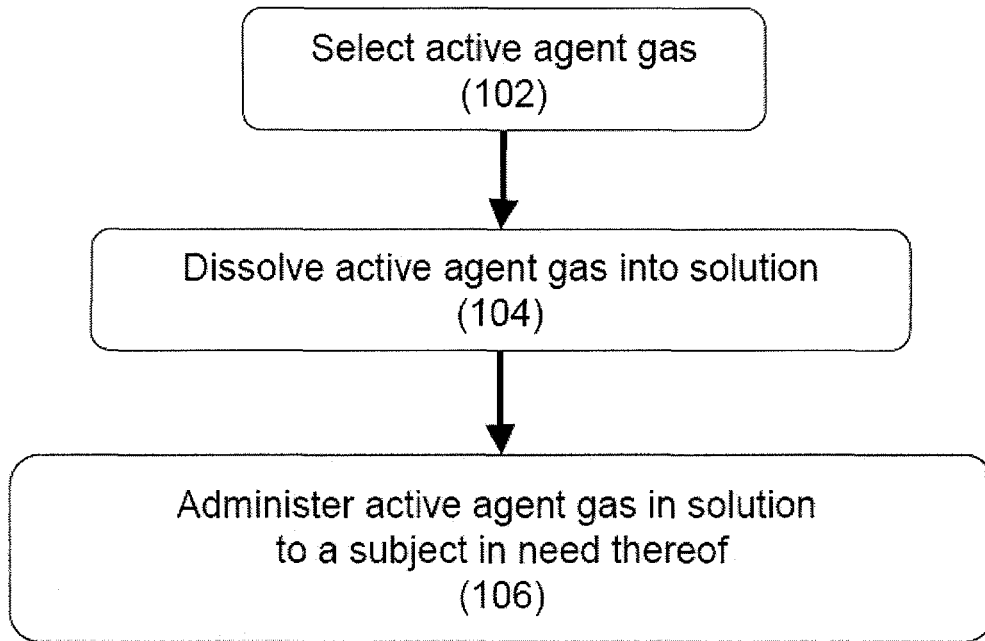 Select active agent gas
(102)
Dissolve active agent gas into solution
(104)
Administer active agent gas in solution
to a subject in need thereof
(106)